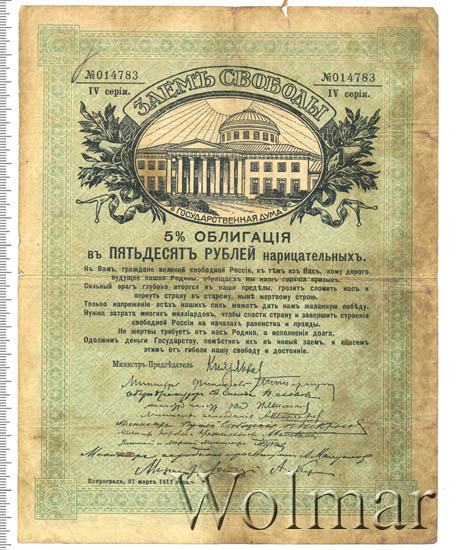 №014783 №014783
IV серія. IV серія.
ЗАЕМЪ СВОБОДЫ
ГОСУДАРСТВЕННАЯ ДУМА
5% ОБЛИГАЦІЯ
въ ПЯТЬДЕСЯТЪ РУБЛЕЙ нарицательныхъ.
Къ Вамъ, граждане великой свободной Россіи, къ тѣмъ изъ Васъ, кому дорого
будущее нашей Родины, обращаемъ мы нашъ горячій призывъ.
Сильный врагъ глубоко вторгся въ наши предѣлы, грозитъ сломить насъ и
вернуть страну къ старому, нынѣ мертвому строю.
Только напряженіе всѣхъ нашихъ силъ можетъ дать намъ желанную побѣду.
Нужна затрата многихъ милліардовъ, чтобы спасти страну и завершить строеніе
свободной Россіи на началахъ равенства и правды.
Не жертвы требуетъ отъ насъ Родина, а исполненія долга.
Одолжимъ деньги Государству, помѣстивъ ихъ въ новый заемъ, и спасемъ
этимъ отъ гибели нашу свободу и достояніе.
Министръ-Предсѣдатель Кн. Львовъ
Министръ финансовъ
Петроградъ, 27 марта 1917 года.
Wolmar